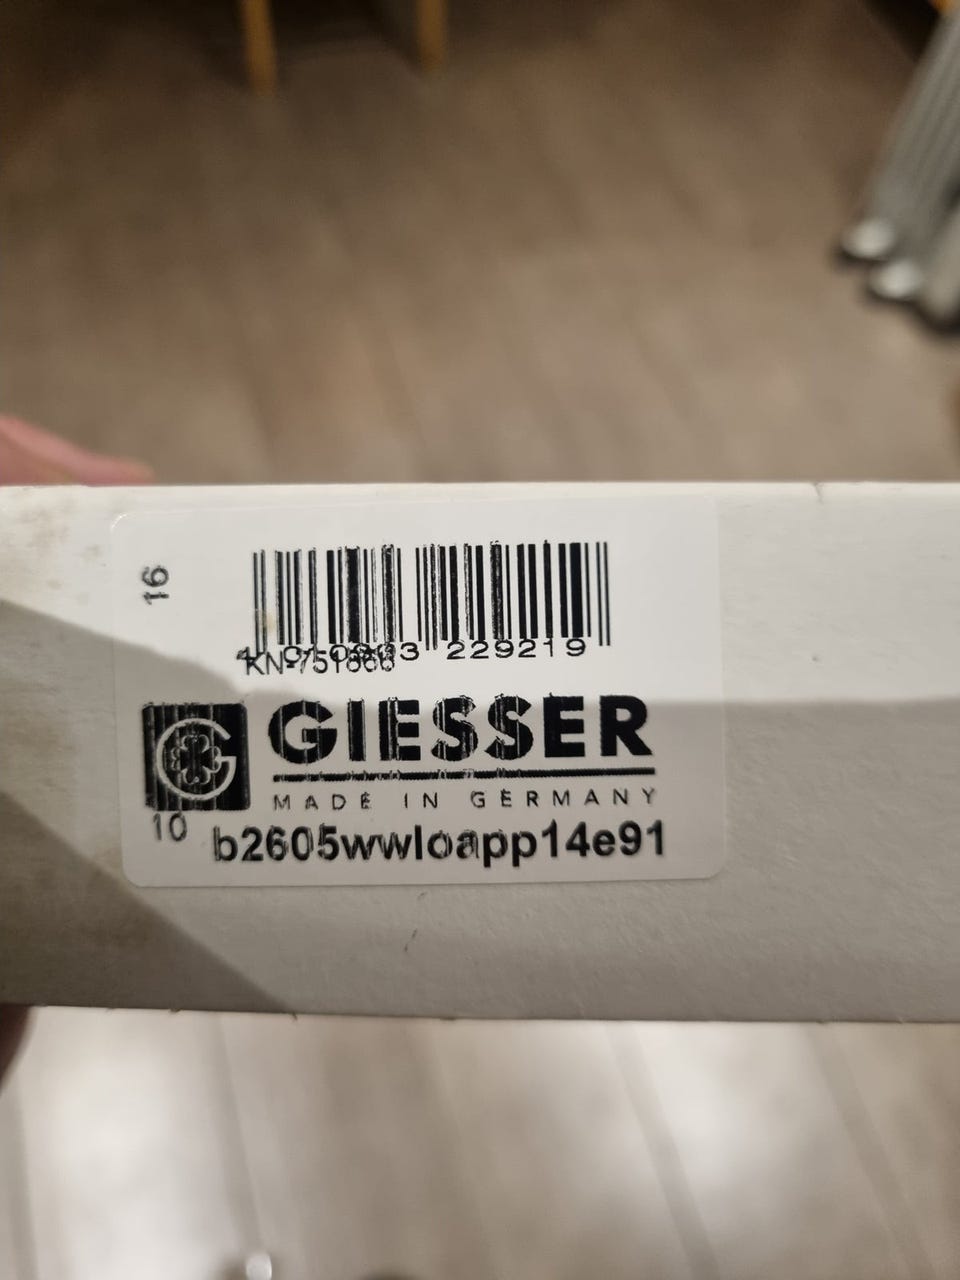 16
229219
GIESSER
MADE IN GERMANY
10
b2605wwloapp14e91